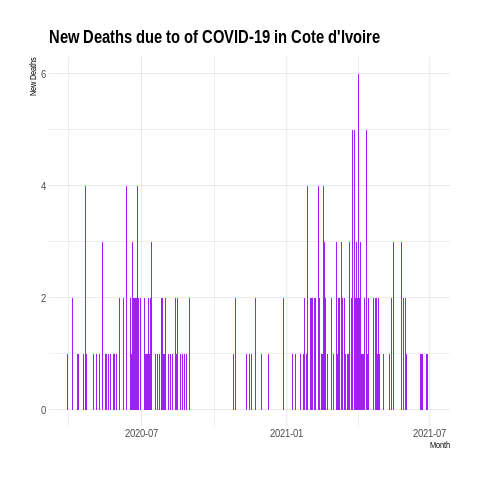 New Deaths due to of COVID-19 in Cote d'Ivoire
New Deaths
6
4
2
0
2020-07 2021-01 2021-07
Month